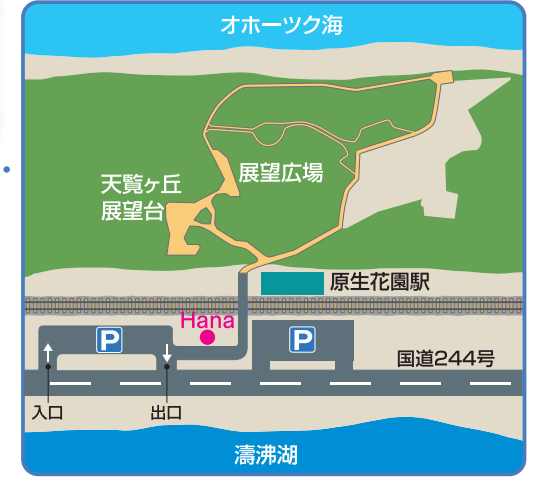 オホーツク海
展望広場
天覧ヶ丘
展望台
原生花園駅
Hana
P
P
国道244号
入口
出口
濤沸湖